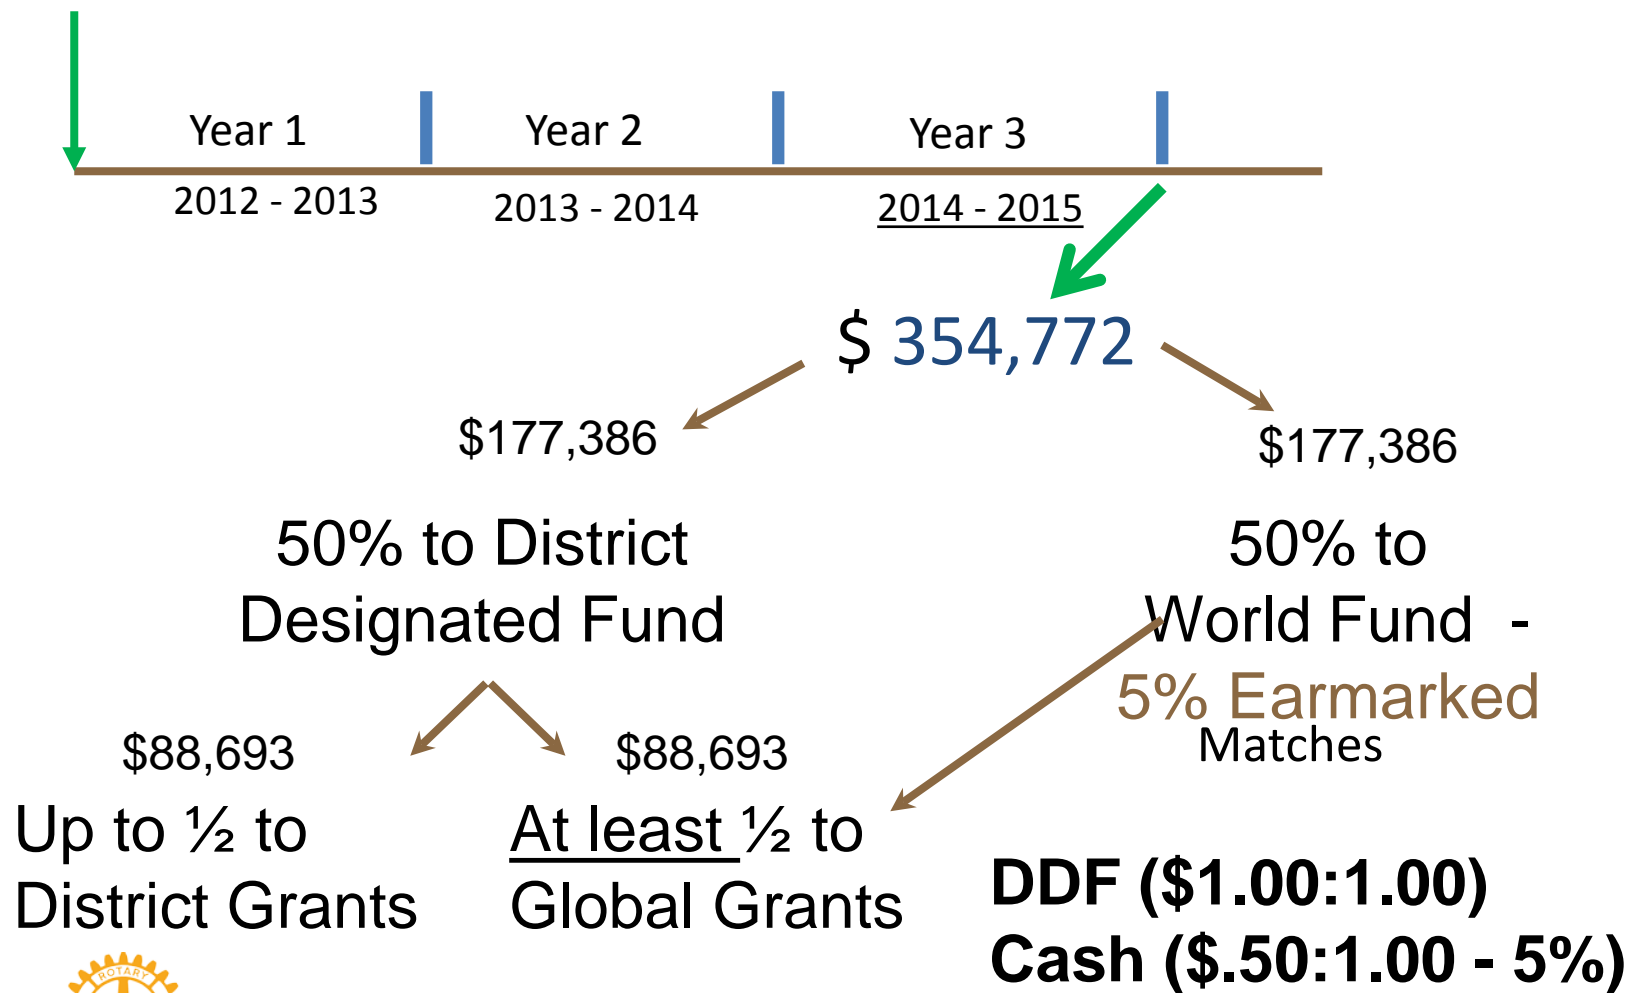 Year 1
Year 2
Year 3
2012 - 2013
2013 - 2014
2014 - 2015
$ 354,772
$177,386
$177,386
50% to District
Designated Fund
50% to
World Fund -
5% Earmarked
Matches
$88,693
$88,693
Up to ½ to
District Grants
At least ½ to
Global Grants
DDF ($1.00:1.00)
Cash ($.50:1.00 - 5%)
ROTARY